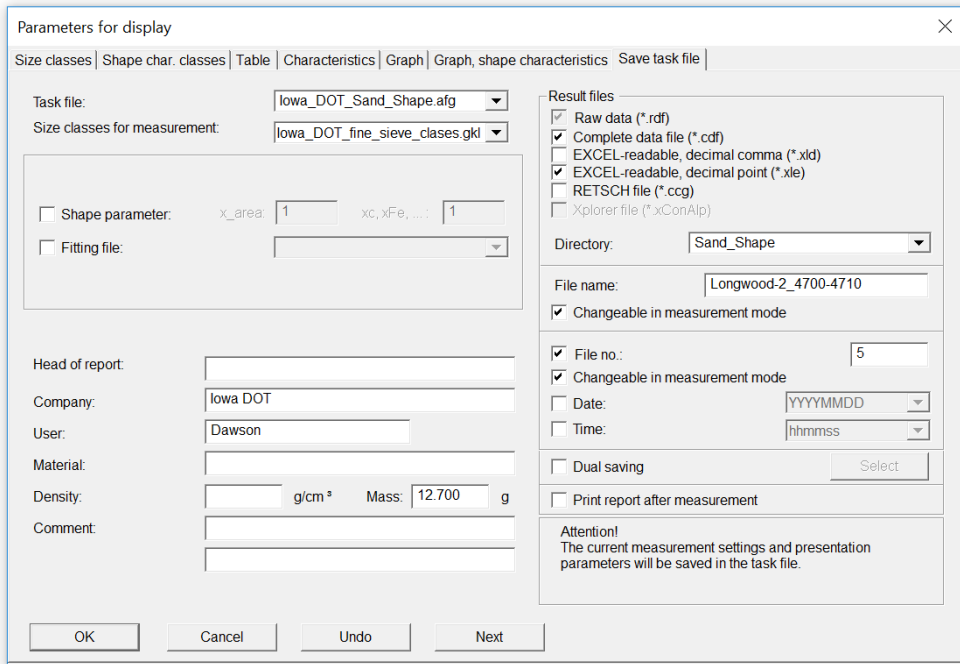 Parameters for display
Size classes Shape char. classes Table Characteristics Graph Graph, shape characteristics Save task file
Task file: Iowa_DOT_Sand_Shape.afg
Size classes for measurement: Iowa_DOT_fine_sieve_clases.gkl
Shape parameter: x_area: 1 xc, xFe, ... : 1
Fitting file:
Head of report:
Company: Iowa DOT
User: Dawson
Material:
Density: g/cm ³ Mass: 12.700 g
Comment:
Result files
Raw data (*.rdf)
Complete data file (*.cdf)
EXCEL-readable, decimal comma (*.xld)
EXCEL-readable, decimal point (*.xle)
RETSCH file (*.ccg)
Xplorer file (*.xConAlp)
Directory: Sand_Shape
File name: Longwood-2_4700-4710
Changeable in measurement mode
File no.: 5
Changeable in measurement mode
Date: YYYYMMDD
Time: hhmmss
Dual saving Select
Print report after measurement
Attention!
The current measurement settings and presentation
parameters will be saved in the task file.
OK Cancel Undo Next